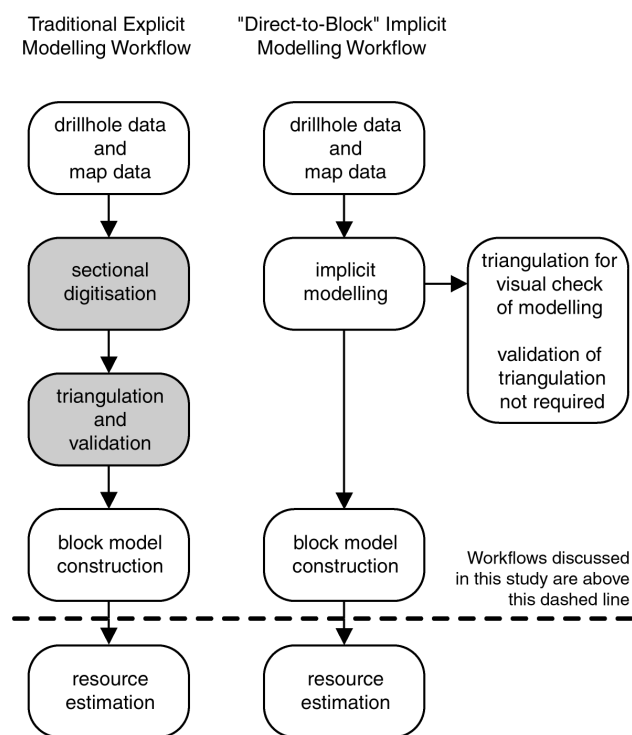 Traditional Explicit
Modelling Workflow
"Direct-to-Block" Implicit
Modelling Workflow
drillhole data
and
map data
drillhole data
and
map data
sectional
digitisation
implicit
modelling
triangulation for
visual check
of modelling
validation of
triangulation
not required
triangulation
and
validation
block model
construction
block model
construction
Workflows discussed
in this study are above
this dashed line
resource
estimation
resource
estimation